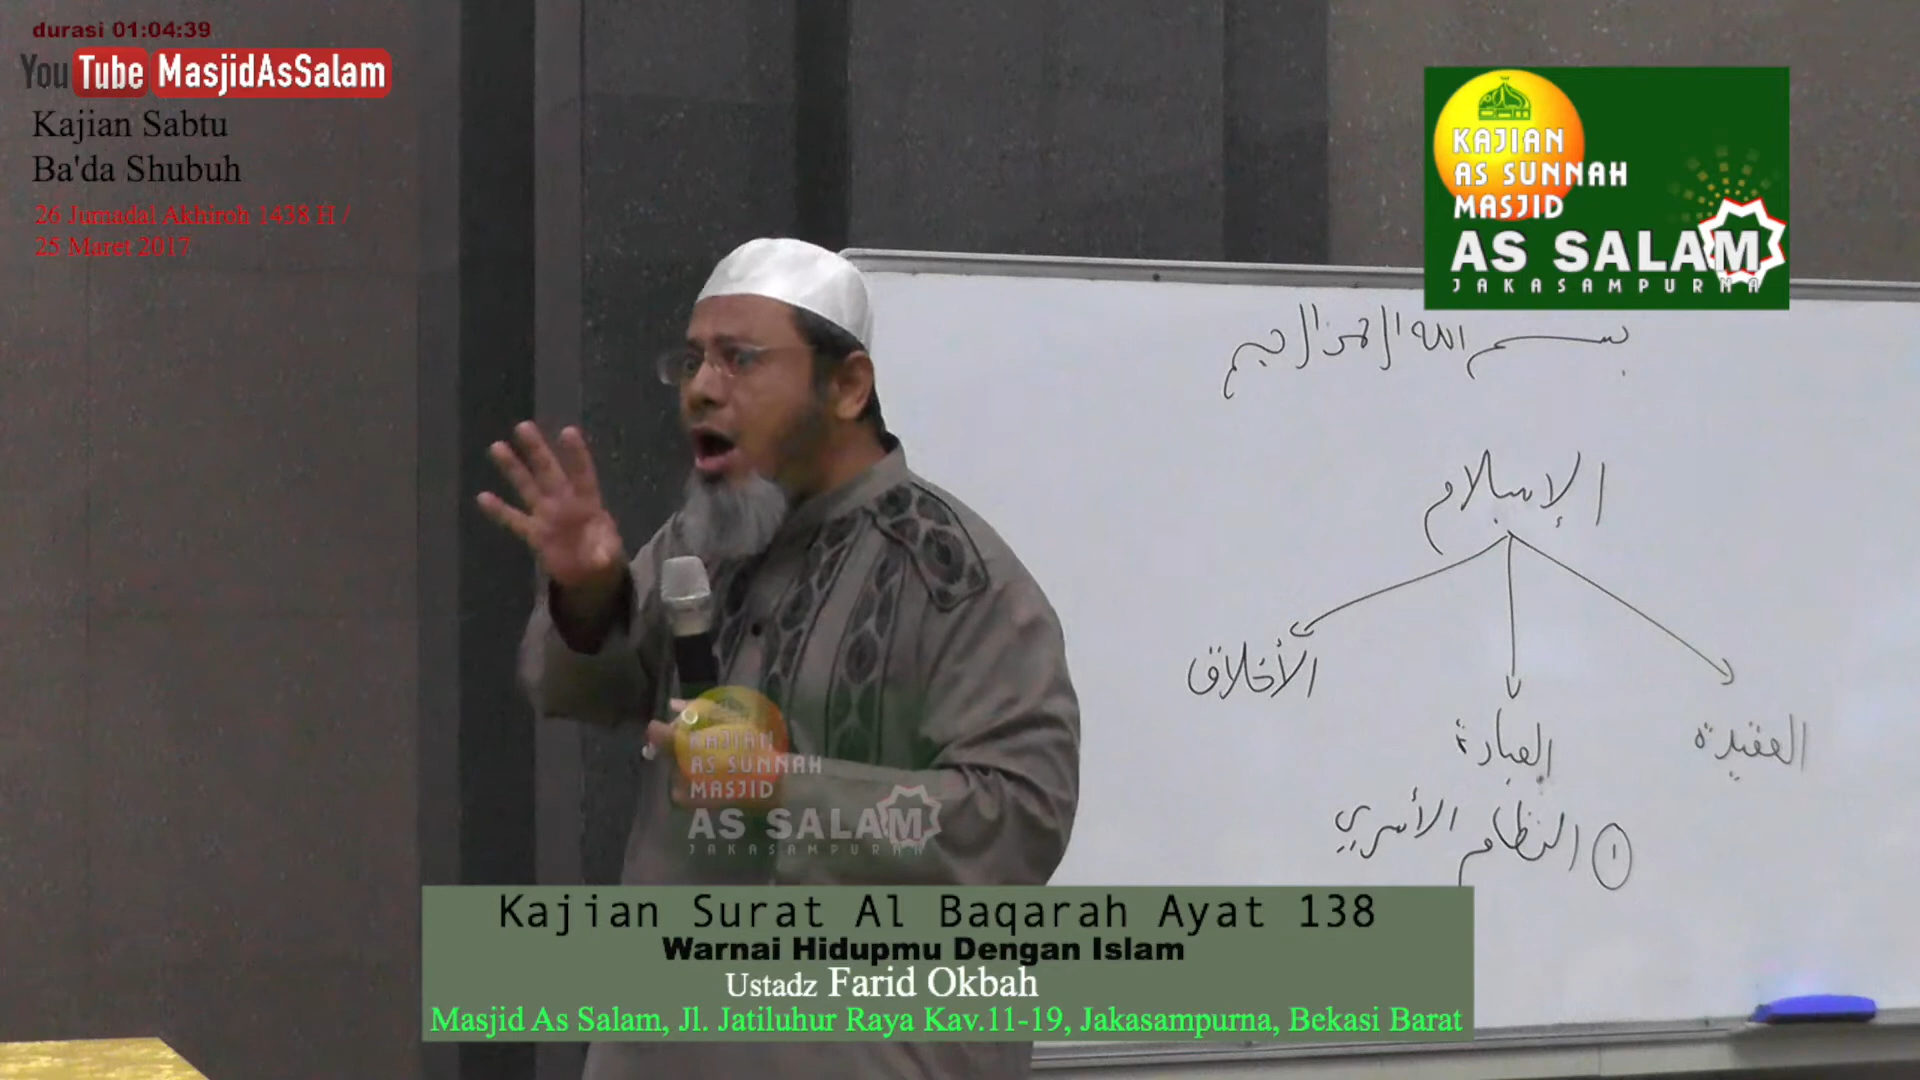 durasi 01:04:39
YouTube MasjidAsSalam
Kajian Sabtu
Ba'da Shubuh
26 Jumadal Akhiroh 1438 H /
25 Maret 2017
KAJIAN
AS SUNNAH
MASJID
AS SALAM
JAKASAMPURNA
بسم الله الرحمن الرحيم
الإسلام
الأخلاق
العبادة
العقيدة
١ النظام الأسري
KAJIAN
AS SUNNAH
MASJID
AS SALAM
JAKASAMPURNA
Kajian Surat Al Baqarah Ayat 138
Warnai Hidupmu Dengan Islam
Ustadz Farid Okbah
Masjid As Salam, Jl. Jatiluhur Raya Kav.11-19, Jakasampurna, Bekasi Barat